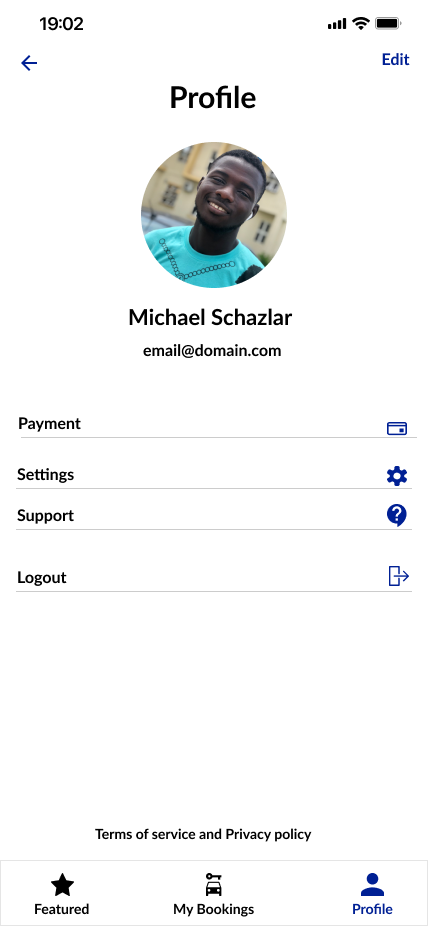 19:02
Edit
Profile
Michael Schazlar
email@domain.com
Payment
Settings
Support
Logout
Terms of service and Privacy policy
Featured
My Bookings
Profile